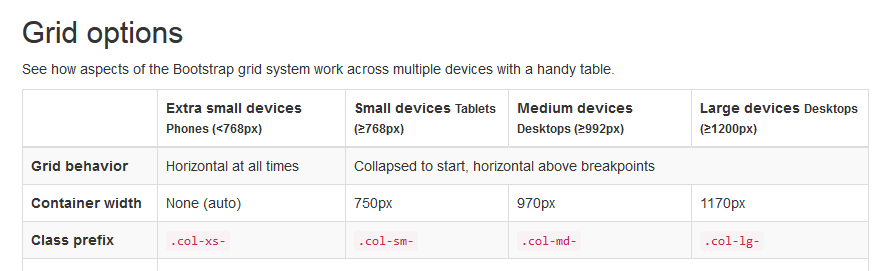 Grid options
See how aspects of the Bootstrap grid system work across multiple devices with a handy table.
Extra small devices Small devices Tablets Medium devices Large devices Desktops
Phones (<768px) (≥768px) Desktops (≥992px) (≥1200px)
Grid behavior Horizontal at all times Collapsed to start, horizontal above breakpoints
Container width None (auto) 750px 970px 1170px
Class prefix .col-xs- .col-sm- .col-md- .col-lg-